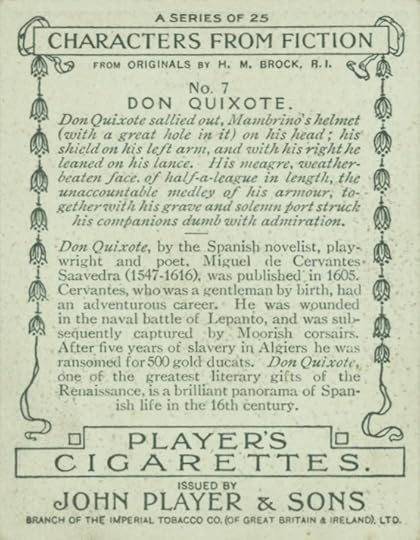 A SERIES OF 25
CHARACTERS FROM FICTION
FROM ORIGINALS BY H. M. BROCK, R.I.
No. 7
DON QUIXOTE.
Don Quixote sallied out, Mambrino's helmet
(with a great hole in it) on his head; his
shield on his left arm, and with his right he
leaned on his lance. His meagre, weather-
beaten face, of half-a-league in length, the
unaccountable medley of his armour, to-
gether with his grave and solemn port struck
his companions dumb with admiration.
Don Quixote, by the Spanish novelist, play-
wright and poet, Miguel de Cervantes
Saavedra (1547-1616), was published in 1605.
Cervantes, who was a gentleman by birth, had
an adventurous career. He was wounded
in the naval battle of Lepanto, and was sub-
sequently captured by Moorish corsairs.
After five years of slavery in Algiers he was
ransomed for 500 gold ducats. Don Quixote,
one of the greatest literary gifts of the
Renaissance, is a brilliant panorama of Span-
ish life in the 16th century.
PLAYER'S
CIGARETTES.
ISSUED BY
JOHN PLAYER & SONS
BRANCH OF THE IMPERIAL TOBACCO CO. (OF GREAT BRITAIN & IRELAND), LTD.